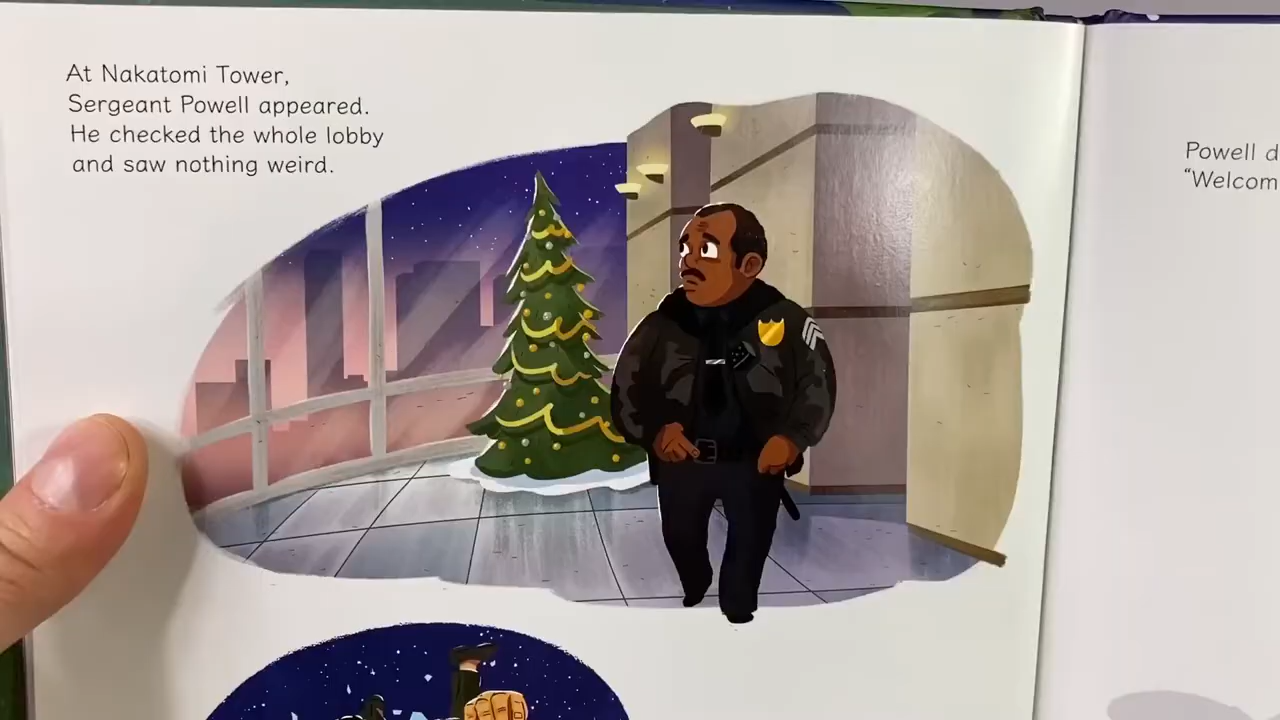 At Nakatomi Tower,
Sergeant Powell appeared.
He checked the whole lobby
and saw nothing weird.
Powell d
“Welcom